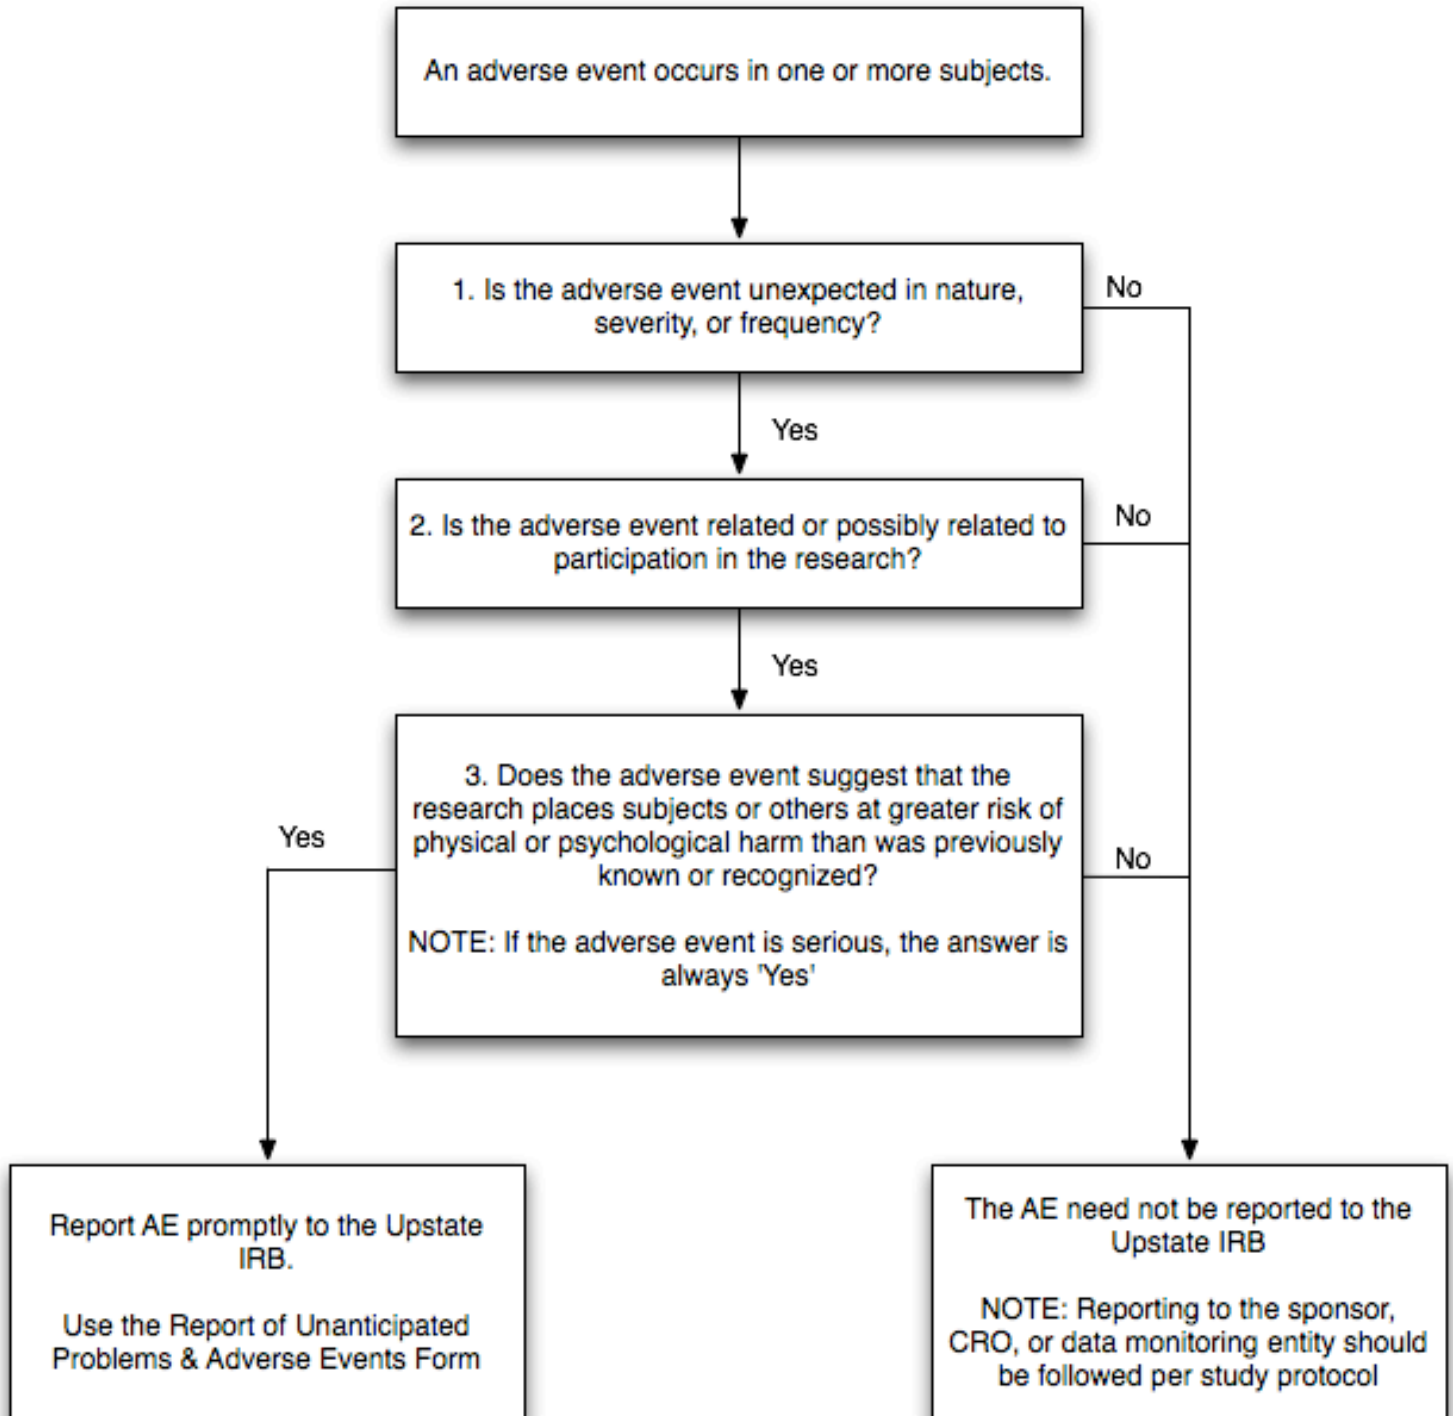 An adverse event occurs in one or more subjects.
1. Is the adverse event unexpected in nature,
severity, or frequency?
No
Yes
2. Is the adverse event related or possibly related to
participation in the research?
No
Yes
3. Does the adverse event suggest that the
research places subjects or others at greater risk of
physical or psychological harm than was previously
known or recognized?
NOTE: If the adverse event is serious, the answer is
always 'Yes'
Yes
No
Report AE promptly to the Upstate
IRB.
Use the Report of Unanticipated
Problems & Adverse Events Form
The AE need not be reported to the
Upstate IRB
NOTE: Reporting to the sponsor,
CRO, or data monitoring entity should
be followed per study protocol